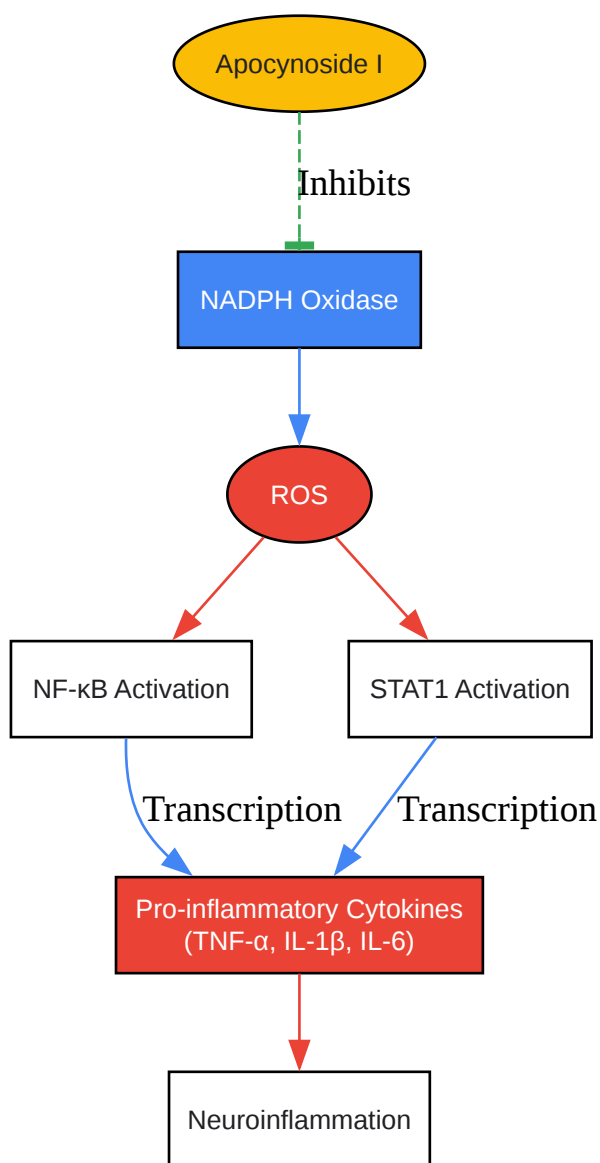 Apocynoside I
Inhibits
NADPH Oxidase
ROS
NF-κB Activation
STAT1 Activation
Transcription
Transcription
Pro-inflammatory Cytokines
(TNF-α, IL-1β, IL-6)
Neuroinflammation